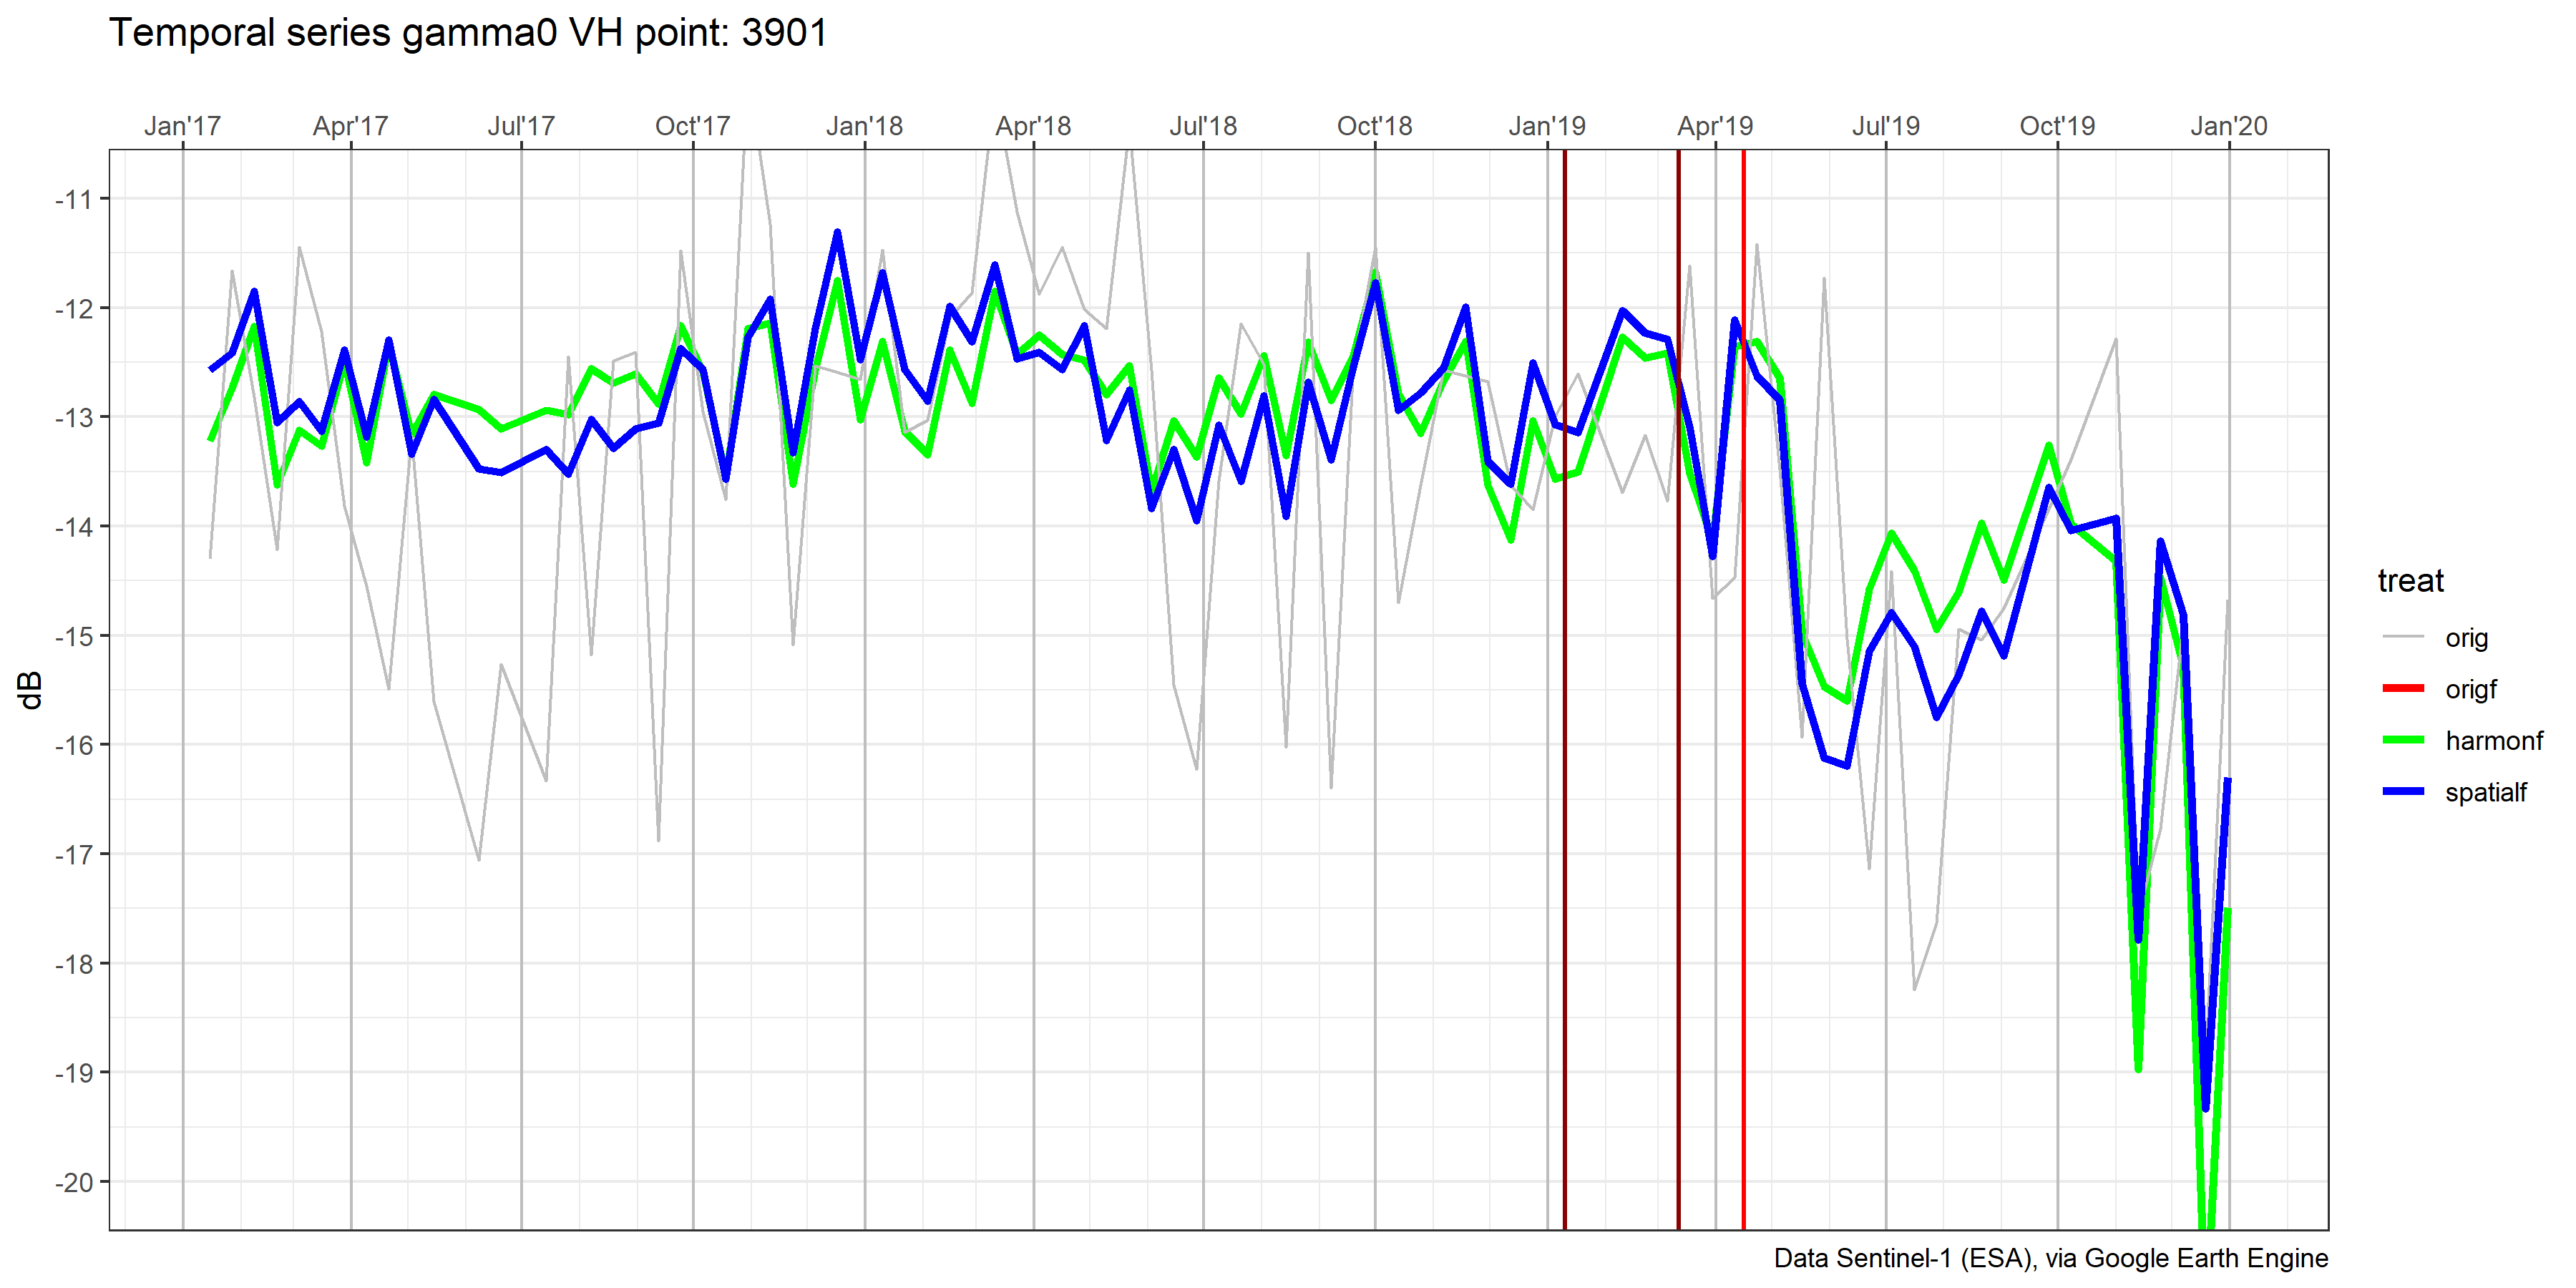 Temporal series gamma0 VH point: 3901
Jan'17 Apr'17 Jul'17 Oct'17 Jan'18 Apr'18 Jul'18 Oct'18 Jan'19 Apr'19 Jul'19 Oct'19 Jan'20
-11
-12
-13
-14
-15
-16
-17
-18
-19
-20
dB
treat
orig
origf
harmonf
spatialf
Data Sentinel-1 (ESA), via Google Earth Engine